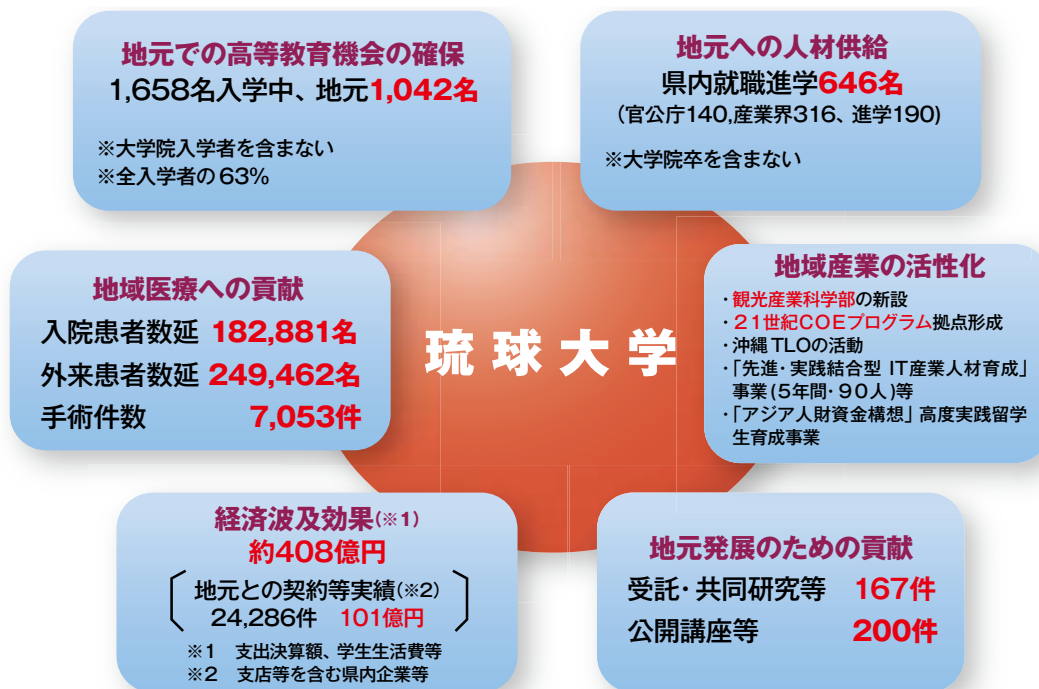 地元での高等教育機会の確保
1,658名入学中、地元1,042名
※大学院入学者を含まない
※全入学者の63%
地元への人材供給
県内就職進学646名
(官公庁140,産業界316、進学190)
※大学院卒を含まない
地域医療への貢献
入院患者数延 182,881名
外来患者数延 249,462名
手術件数 7,053件
琉球大学
地域産業の活性化
・観光産業科学部の新設
・21世紀COEプログラム拠点形成
・沖縄TLOの活動
・「先進・実践結合型 IT産業人材育成」
事業(5年間・90人)等
・「アジア人財資金構想」高度実践留学
生育成事業
経済波及効果(※1)
約408億円
地元との契約等実績(※2)
24,286件 101億円
※1 支出決算額、学生生活費等
※2 支店等を含む県内企業等
地元発展のための貢献
受託・共同研究等 167件
公開講座等 200件